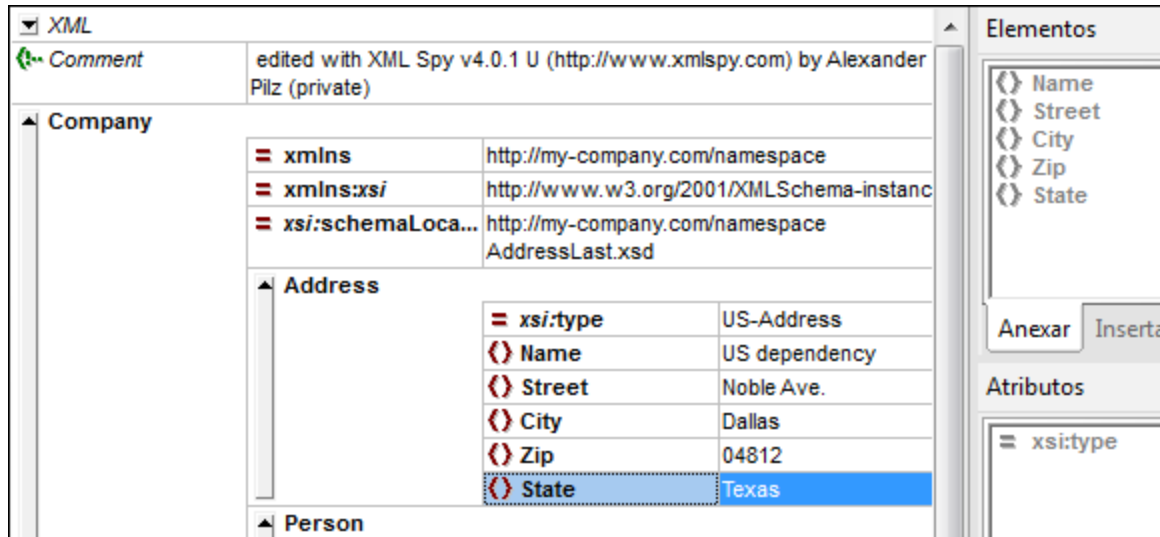 XML
Comment
edited with XML Spy v4.0.1 U (http://www.xmlspy.com) by Alexander
Pilz (private)
Company
xmlns http://my-company.com/namespace
xmlns:xsi http://www.w3.org/2001/XMLSchema-instanc
xsi:schemaLoca... http://my-company.com/namespace
AddressLast.xsd
Address
xsi:type US-Address
Name US dependency
Street Noble Ave.
City Dallas
Zip 04812
State Texas
Person
Elementos
Name
Street
City
Zip
State
Anexar Inserta
Atributos
xsi:type